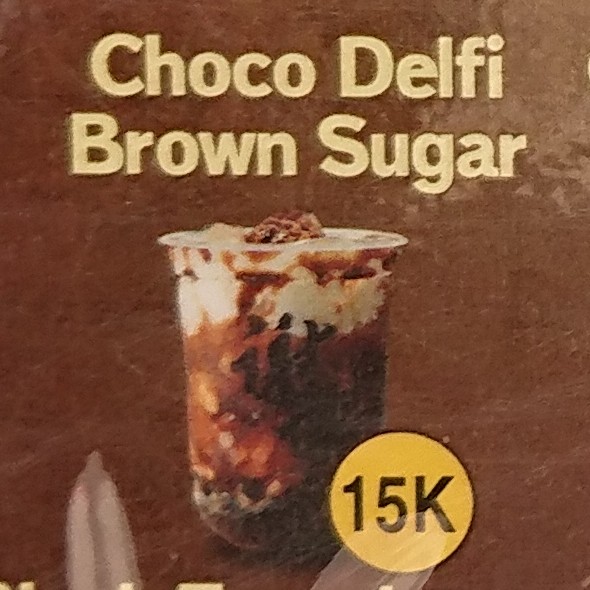 Choco Delfi
Brown Sugar
15K